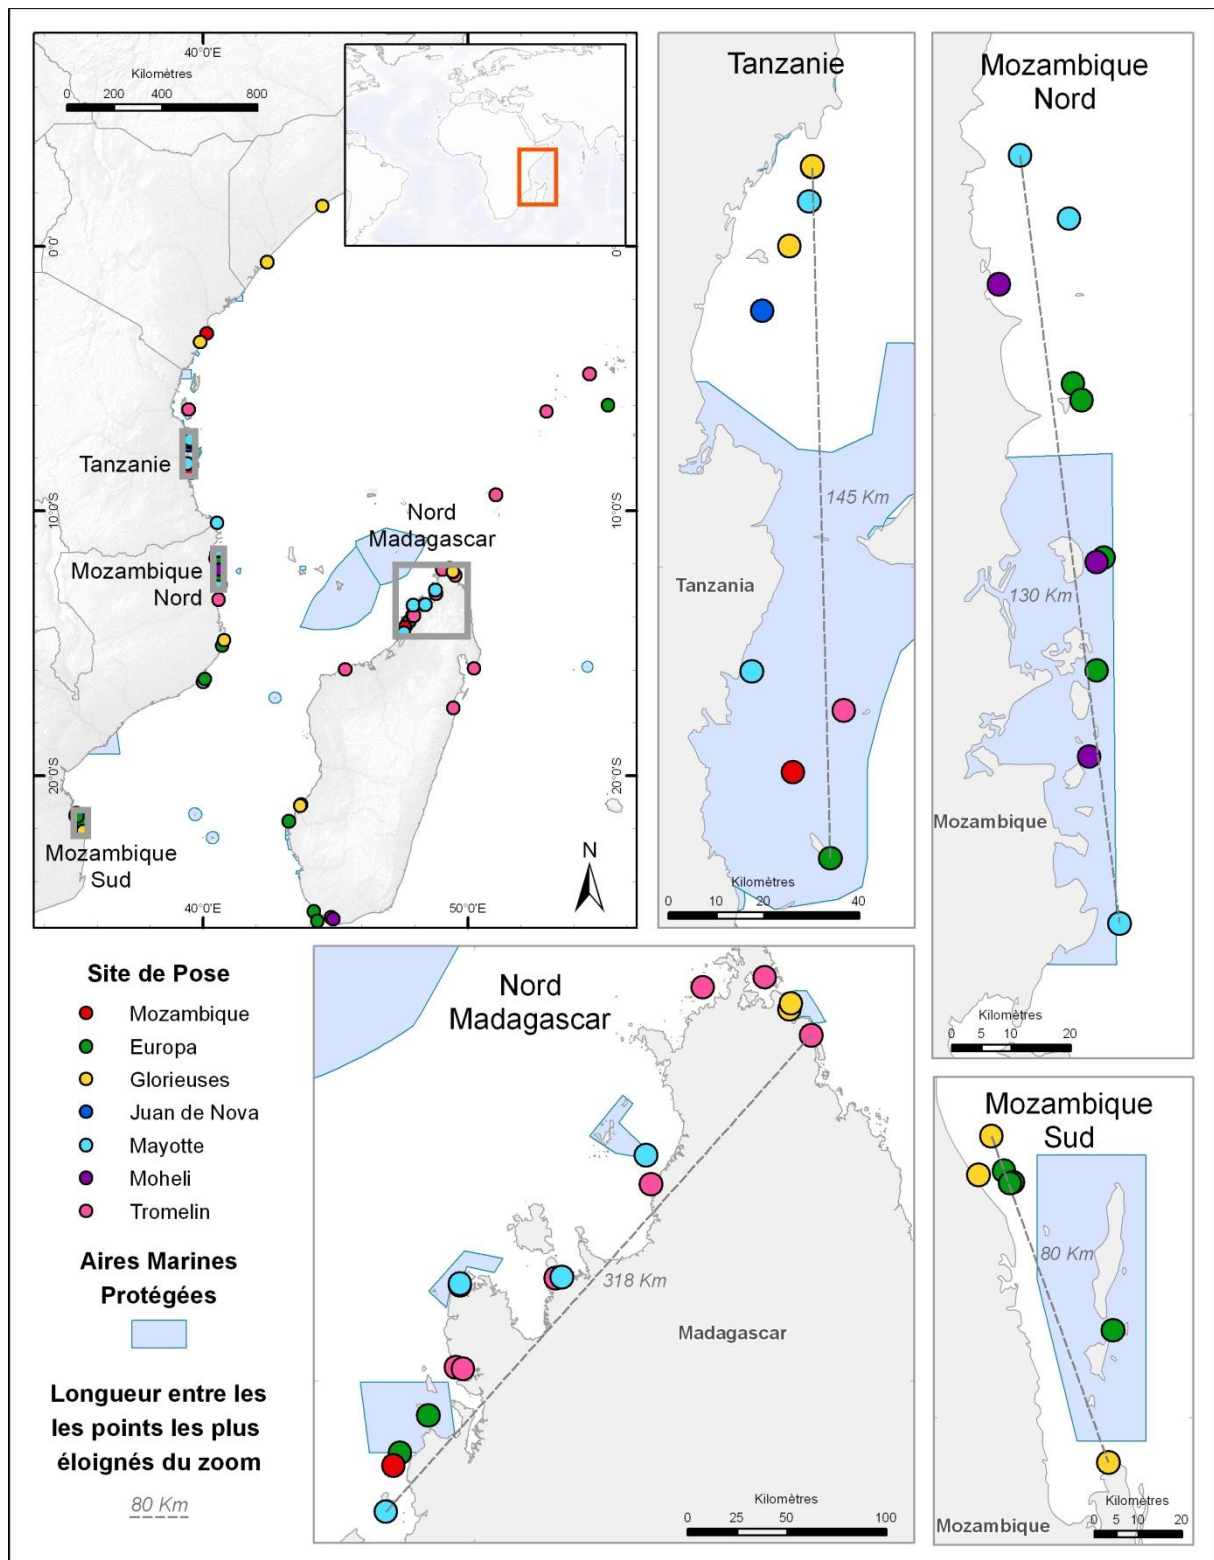 40°0'E
Kilomètres
0 200 400 800
0°0'
0°0'
Tanzanie
10°0'S
10°0'S
Nord
Madagascar
Mozambique
Nord
20°0'S
20°0'S
Mozambique
Sud
N
40°0'E
50°0'E
Tanzanie
145 Km
Tanzania
Kilomètres
0 10 20 40
Mozambique
Nord
130 Km
Mozambique
Kilomètres
0 5 10 20
Site de Pose
Mozambique
Europa
Glorieuses
Juan de Nova
Mayotte
Moheli
Tromelin
Aires Marines
Protégées
Longueur entre les
les points les plus
éloignés du zoom
80 Km
Nord
Madagascar
318 Km
Madagascar
Kilomètres
0 25 50 100
Mozambique
Sud
80 Km
Kilomètres
0 5 10 20
Mozambique